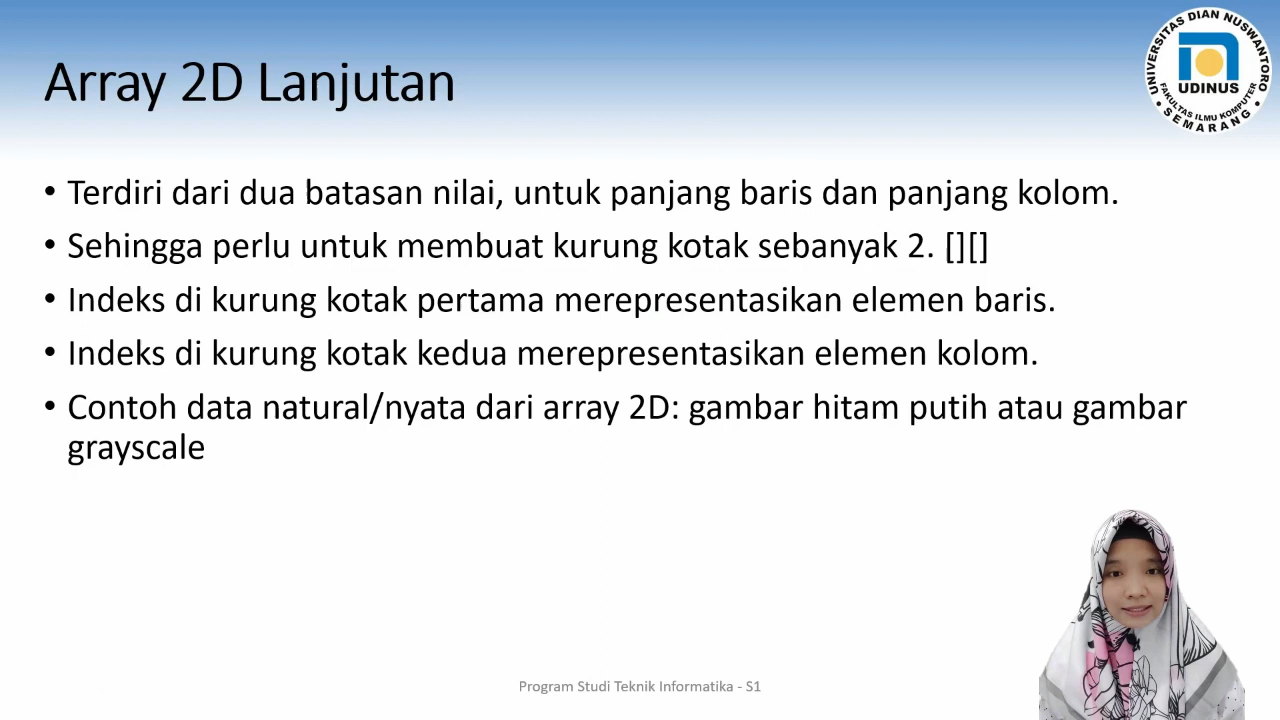 Array 2D Lanjutan
UNIVERSITAS DIAN NUSWANTORO
UDINUS
FAKULTAS ILMU KOMPUTER
• SEMARANG •
• Terdiri dari dua batasan nilai, untuk panjang baris dan panjang kolom.
• Sehingga perlu untuk membuat kurung kotak sebanyak 2. [][]
• Indeks di kurung kotak pertama merepresentasikan elemen baris.
• Indeks di kurung kotak kedua merepresentasikan elemen kolom.
• Contoh data natural/nyata dari array 2D: gambar hitam putih atau gambar
grayscale
Program Studi Teknik Informatika - S1